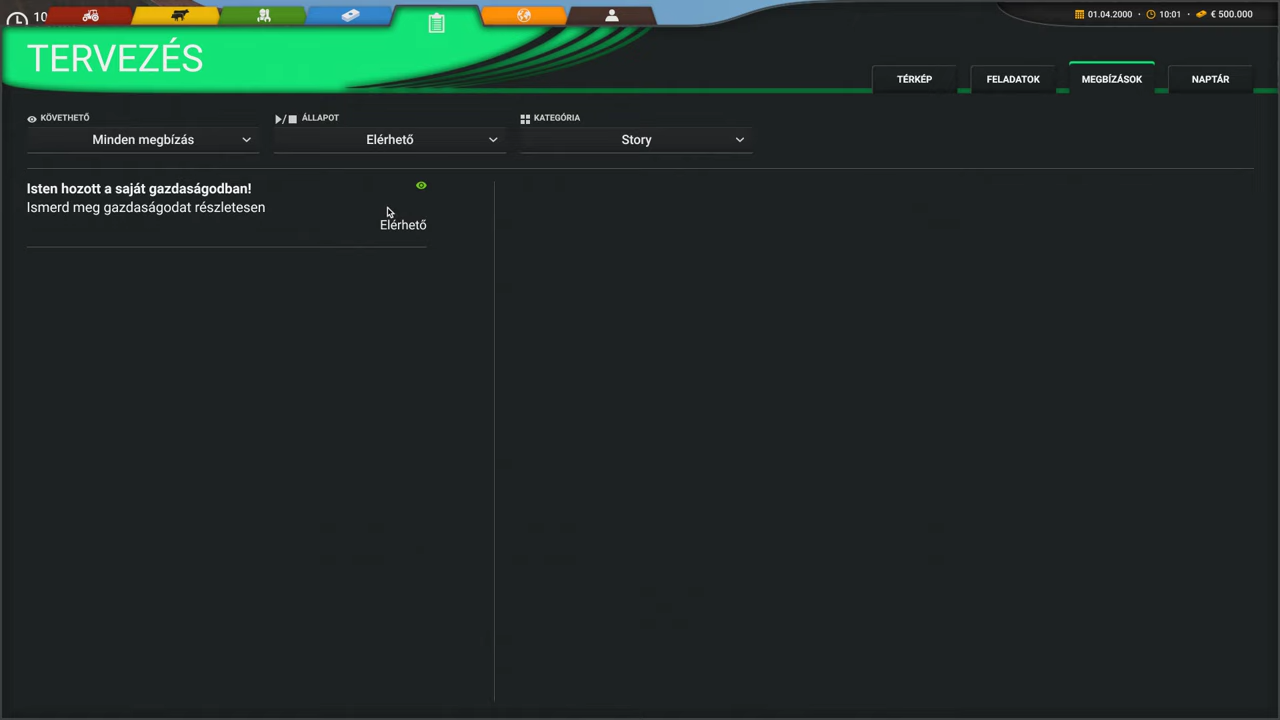 10
01.04.2000 · 10:01 · € 500.000
TERVEZÉS
TÉRKÉP
FELADATOK
MEGBÍZÁSOK
NAPTÁR
KÖVETHETŐ
ÁLLAPOT
KATEGÓRIA
Minden megbízás
Elérhető
Story
Isten hozott a saját gazdaságodban!
Ismerd meg gazdaságodat részletesen
Elérhető